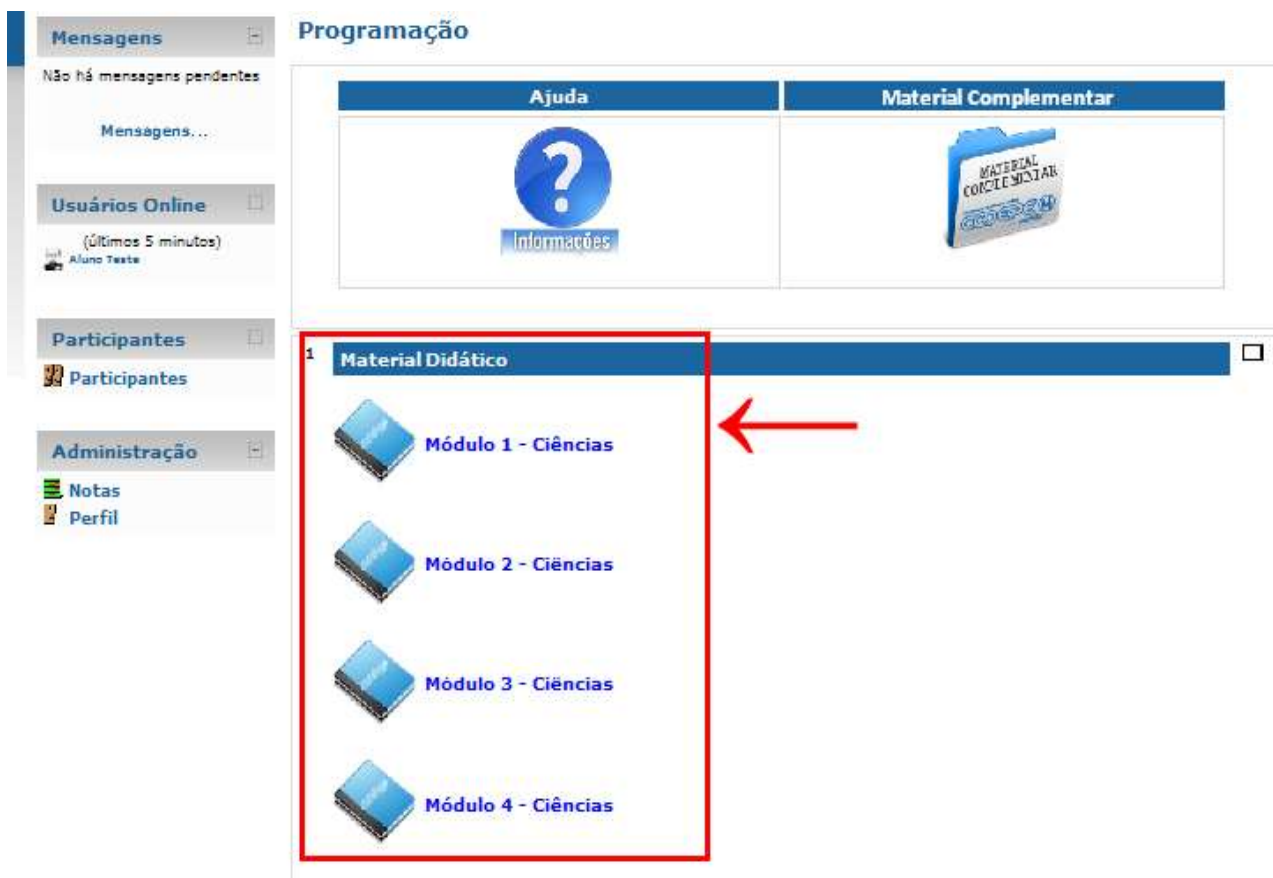 Mensagens
Não há mensagens pendentes
Mensagens...
Usuários Online
(últimos 5 minutos)
Aluno Teste
Participantes
Participantes
Administração
Notas
Perfil
Programação
Ajuda
Material Complementar
Informações
MATERIAL
COMPLEMENTAR
1
Material Didático
Módulo 1 - Ciências
Módulo 2 - Ciências
Módulo 3 - Ciências
Módulo 4 - Ciências